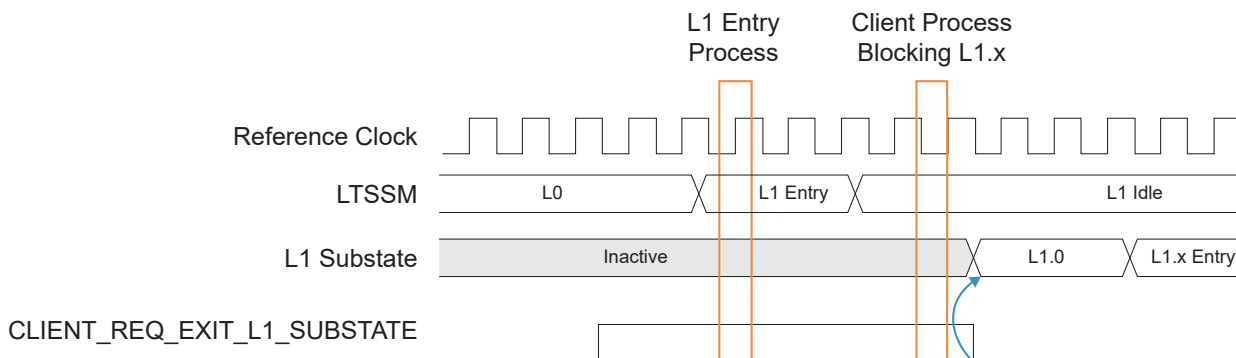 L1 Entry
Process
Client Process
Blocking L1.x
Reference Clock
LTSSM
L0
L1 Entry
L1 Idle
L1 Substate
Inactive
L1.0
L1.x Entry
CLIENT_REQ_EXIT_L1_SUBSTATE